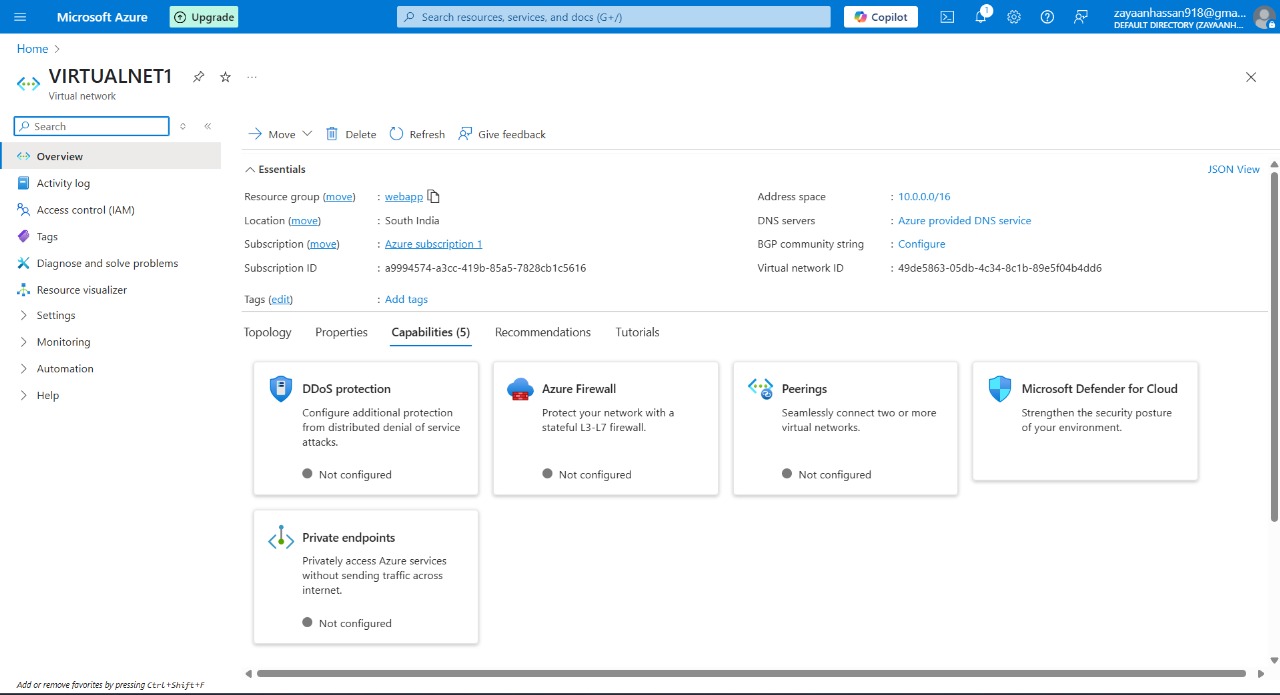 Microsoft Azure
Upgrade
Search resources, services, and docs (G+/)
Copilot
1
zayaanhassan918@gma...
DEFAULT DIRECTORY (ZAYAANH...
Home
VIRTUALNET1
Virtual network
Search
Move
Delete
Refresh
Give feedback
Overview
Activity log
Access control (IAM)
Tags
Diagnose and solve problems
Resource visualizer
Settings
Monitoring
Automation
Help
Essentials
JSON View
Resource group (move) : webapp
Location (move) : South India
Subscription (move) : Azure subscription 1
Subscription ID : a9994574-a3cc-419b-85a5-7828cb1c5616
Address space : 10.0.0.0/16
DNS servers : Azure provided DNS service
BGP community string : Configure
Virtual network ID : 49de5863-05db-4c34-8c1b-89e5f04b4dd6
Tags (edit) : Add tags
Topology
Properties
Capabilities (5)
Recommendations
Tutorials
DDoS protection
Configure additional protection
from distributed denial of service
attacks.
Not configured
Azure Firewall
Protect your network with a
stateful L3-L7 firewall.
Not configured
Peerings
Seamlessly connect two or more
virtual networks.
Not configured
Microsoft Defender for Cloud
Strengthen the security posture
of your environment.
Private endpoints
Privately access Azure services
without sending traffic across
internet.
Not configured
Add or remove favorites by pressing Ctrl+Shift+F